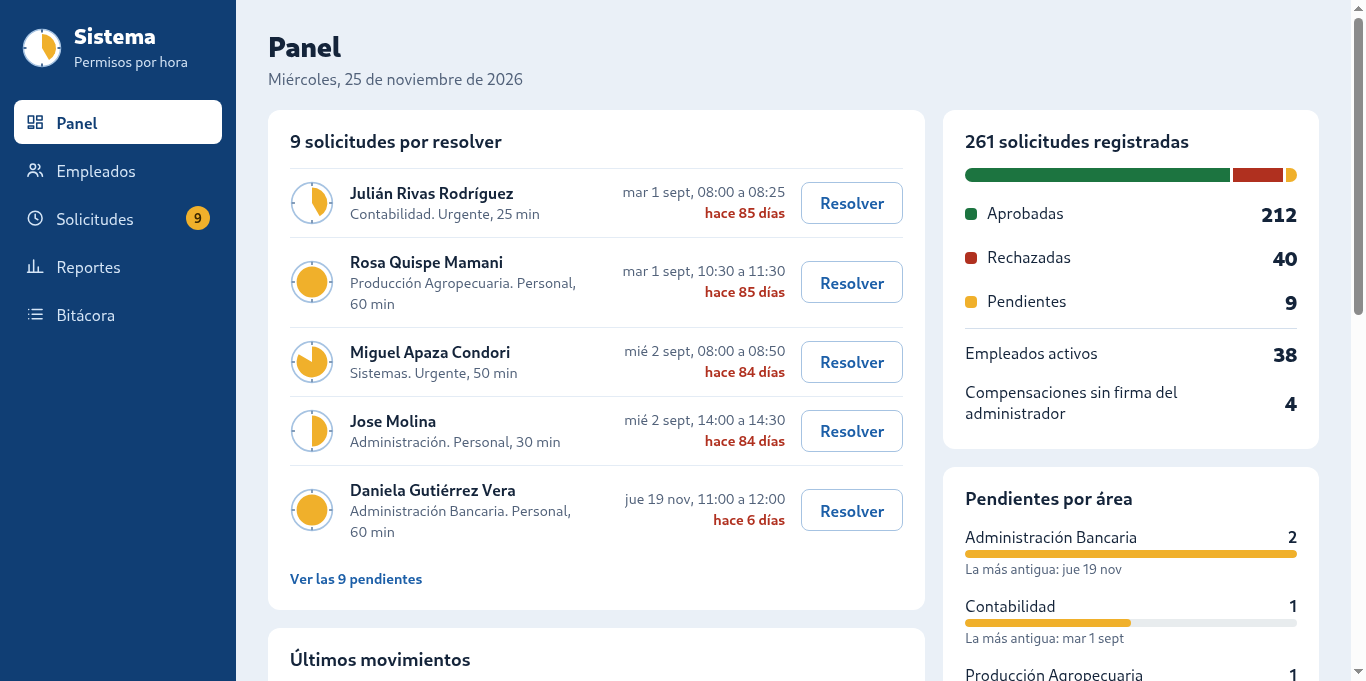 Sistema
Permisos por hora
Panel
Empleados
Solicitudes 9
Reportes
Bitácora
Panel
Miércoles, 25 de noviembre de 2026
9 solicitudes por resolver
Julián Rivas Rodríguez
Contabilidad. Urgente, 25 min
mar 1 sept, 08:00 a 08:25
hace 85 días
Resolver
Rosa Quispe Mamani
Producción Agropecuaria. Personal,
60 min
mar 1 sept, 10:30 a 11:30
hace 85 días
Resolver
Miguel Apaza Condori
Sistemas. Urgente, 50 min
mié 2 sept, 08:00 a 08:50
hace 84 días
Resolver
Jose Molina
Administración. Personal, 30 min
mié 2 sept, 14:00 a 14:30
hace 84 días
Resolver
Daniela Gutiérrez Vera
Administración Bancaria. Personal,
60 min
jue 19 nov, 11:00 a 12:00
hace 6 días
Resolver
Ver las 9 pendientes
Últimos movimientos
261 solicitudes registradas
Aprobadas 212
Rechazadas 40
Pendientes 9
Empleados activos 38
Compensaciones sin firma del
administrador 4
Pendientes por área
Administración Bancaria 2
La más antigua: jue 19 nov
Contabilidad 1
La más antigua: mar 1 sept
Producción Agropecuaria 1